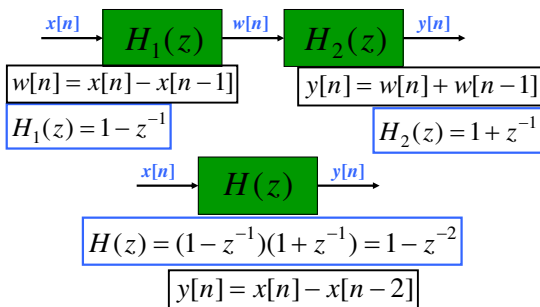 x[n] H₁(z) w[n] H₂(z) y[n]
w[n] = x[n] − x[n−1] y[n] = w[n] + w[n−1]
H₁(z) = 1 − z⁻¹ H₂(z) = 1 + z⁻¹
x[n] H(z) y[n]
H(z) = (1 − z⁻¹)(1 + z⁻¹) = 1 − z⁻²
y[n] = x[n] − x[n−2]